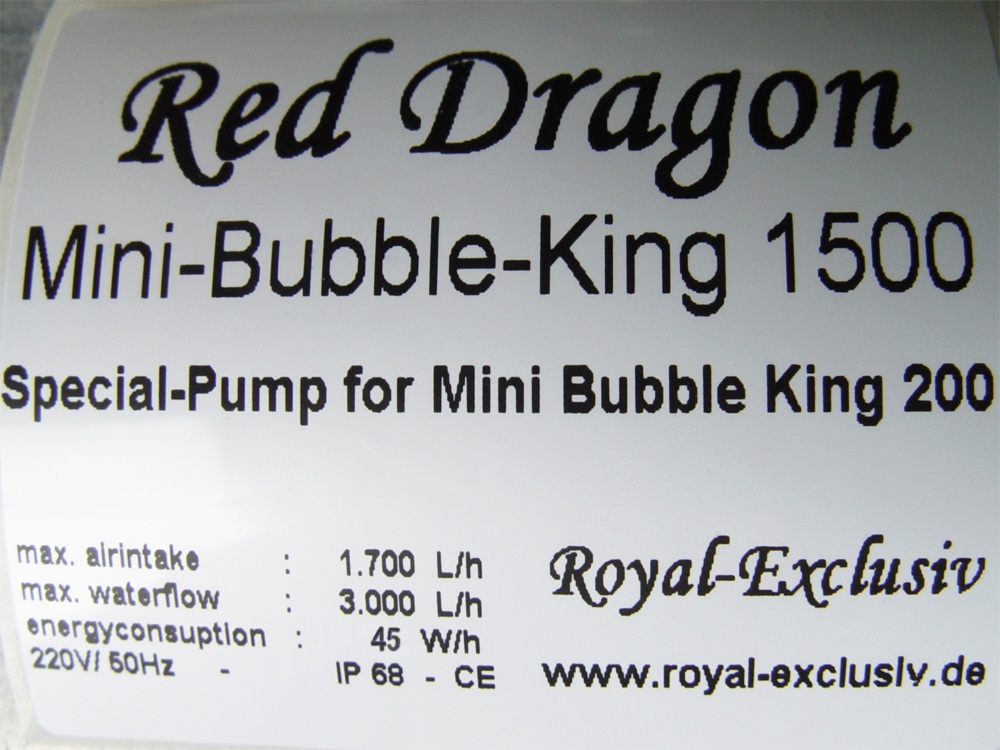 Red Dragon
Mini-Bubble-King 1500
Special-Pump for Mini Bubble King 200
max. airintake : 1.700 L/h
max. waterflow : 3.000 L/h
energyconsuption : 45 W/h
220V/ 50Hz - IP 68 - CE
Royal-Exclusiv
www.royal-exclusiv.de